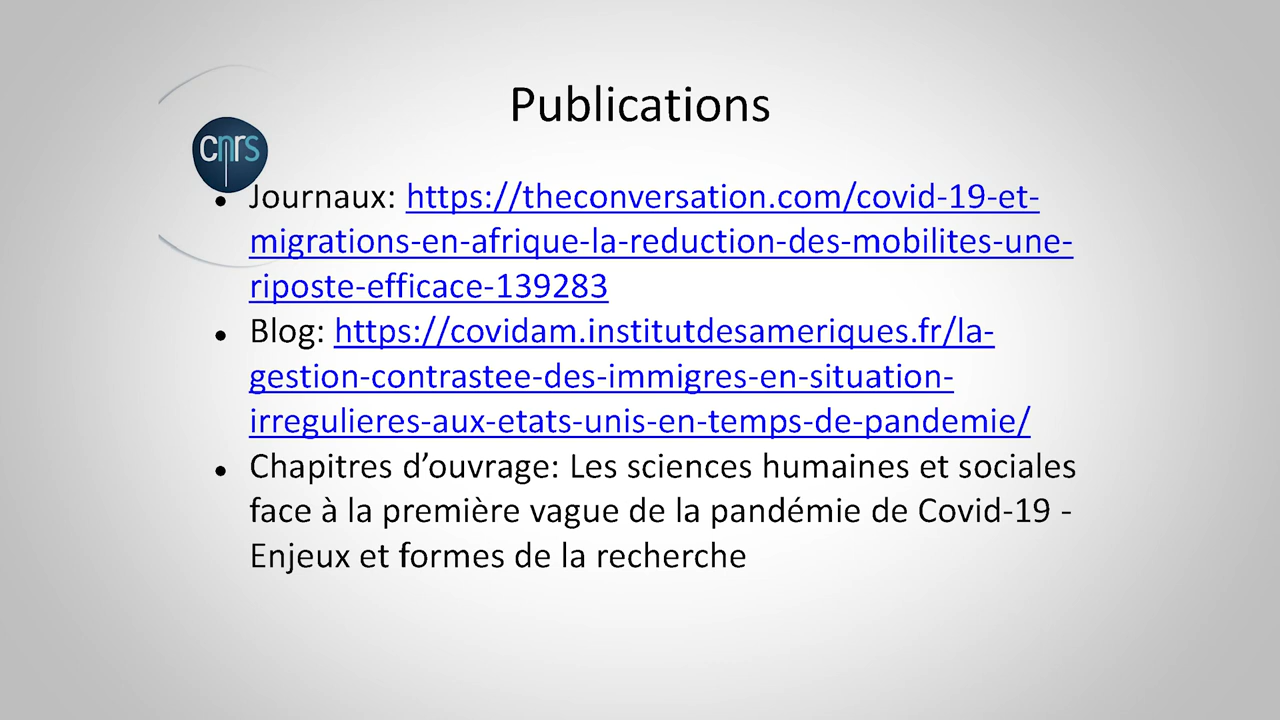 Publications
cnrs
• Journaux: https://theconversation.com/covid-19-et-
migrations-en-afrique-la-reduction-des-mobilites-une-
riposte-efficace-139283
• Blog: https://covidam.institutdesameriques.fr/la-
gestion-contrastee-des-immigres-en-situation-
irregulieres-aux-etats-unis-en-temps-de-pandemie/
• Chapitres d’ouvrage: Les sciences humaines et sociales
face à la première vague de la pandémie de Covid-19 -
Enjeux et formes de la recherche